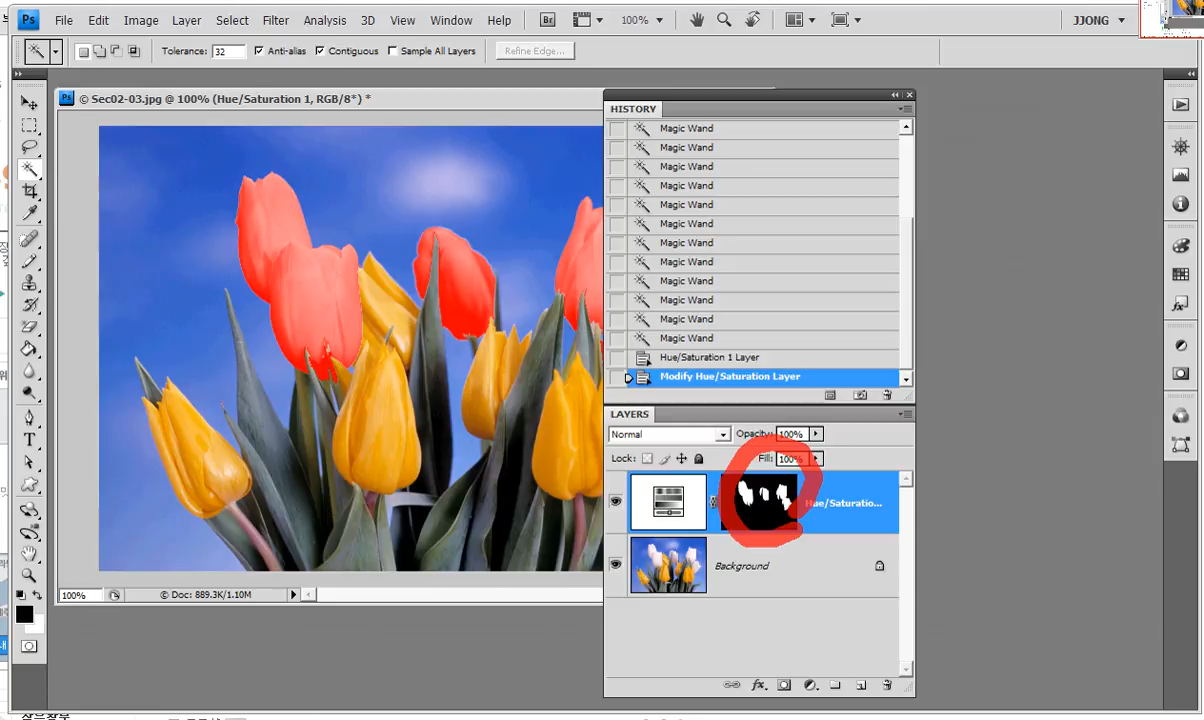 Ps File Edit Image Layer Select Filter Analysis 3D View Window Help Br 100% JJONG
Tolerance: 32 Anti-alias Contiguous Sample All Layers Refine Edge...
Ps © Sec02-03.jpg @ 100% (Hue/Saturation 1, RGB/8*) *
HISTORY
Magic Wand
Magic Wand
Magic Wand
Magic Wand
Magic Wand
Magic Wand
Magic Wand
Magic Wand
Magic Wand
Magic Wand
Magic Wand
Magic Wand
Hue/Saturation 1 Layer
Modify Hue/Saturation Layer
LAYERS
Normal Opacity: 100%
Lock: Fill: 100%
Hue/Saturatio...
Background
100% © Doc: 889.3K/1.10M
fx